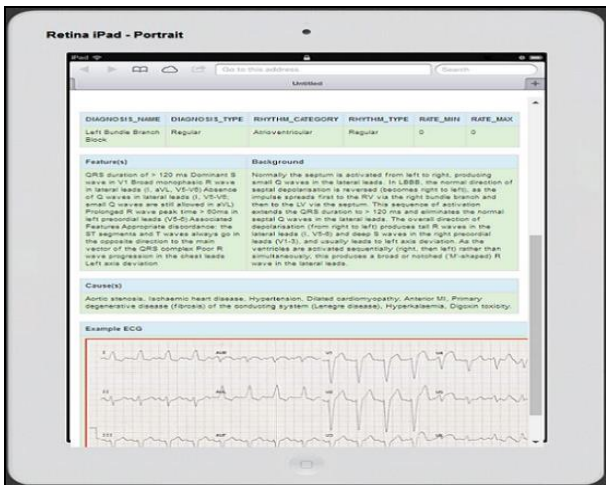 Retina iPad - Portrait
iPad
Go to this address
Search
Untitled
DIAGNOSIS_NAME DIAGNOSIS_TYPE RHYTHM_CATEGORY RHYTHM_TYPE RATE_MIN RATE_MAX
Left Bundle Branch Regular Atrioventricular Regular 0 0
Block
Feature(s)
QRS duration of > 120 ms Dominant S
wave in V1 Broad monophasic R wave
in lateral leads (I, aVL, V5-V6) Absence
of Q waves in lateral leads (I, V5-V6;
small Q waves are still allowed in aVL)
Prolonged R wave peak time > 60ms in
left precordial leads (V5-6) Associated
Features Appropriate discordance: the
ST segments and T waves always go in
the opposite direction to the main
vector of the QRS complex Poor R
wave progression in the chest leads
Left axis deviation
Background
Normally the septum is activated from left to right, producing
small Q waves in the lateral leads. In LBBB, the normal direction of
septal depolarisation is reversed (becomes right to left), as the
impulse spreads first to the RV via the right bundle branch and
then to the LV via the septum. This sequence of activation
extends the QRS duration to > 120 ms and eliminates the normal
septal Q waves in the lateral leads. The overall direction of
depolarisation (from right to left) produces tall R waves in the
lateral leads (I, V5-6) and deep S waves in the right precordial
leads (V1-3), and usually leads to left axis deviation. As the
ventricles are activated sequentially (right, then left) rather than
simultaneously, this produces a broad or notched ('M'-shaped) R
wave in the lateral leads.
Cause(s)
Aortic stenosis, Ischaemic heart disease, Hypertension, Dilated cardiomyopathy, Anterior MI, Primary
degenerative disease (fibrosis) of the conducting system (Lenegre disease), Hyperkalaemia, Digoxin toxicity.
Example ECG
I AVR V1 V4
II AVL V2 V5
III AVF V3 V6